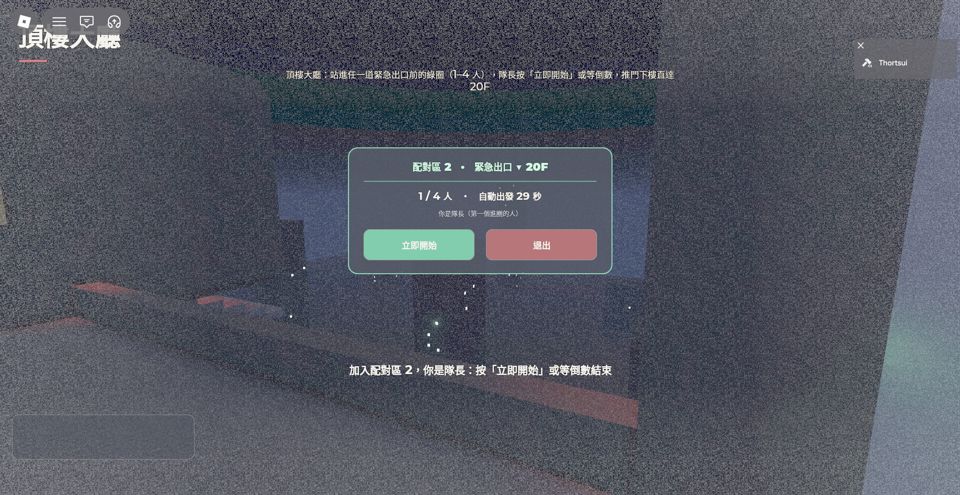 頂樓大廳
Thortsui
頂樓大廳：站進任一道緊急出口前的綠圈（1–4 人），隊長按「立即開始」或等倒數，推門下樓直達
20F
配對區 2 • 緊急出口 ▼ 20F
1 / 4 人 • 自動出發 29 秒
你是隊長（第一個進圈的人）
立即開始
退出
加入配對區 2，你是隊長：按「立即開始」或等倒數結束